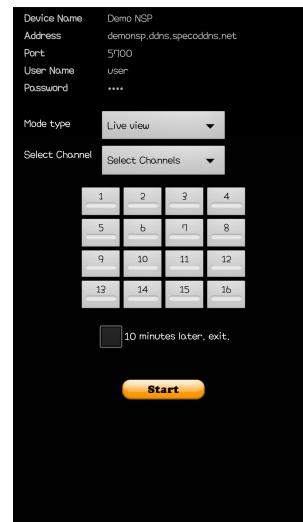 Device Name Demo NSP
Address demonsp.ddns.specoddns.net
Port 5700
User Name user
Password ••••
Mode type Live view
Select Channel Select Channels
1 2 3 4
5 6 7 8
9 10 11 12
13 14 15 16
10 minutes later, exit.
Start